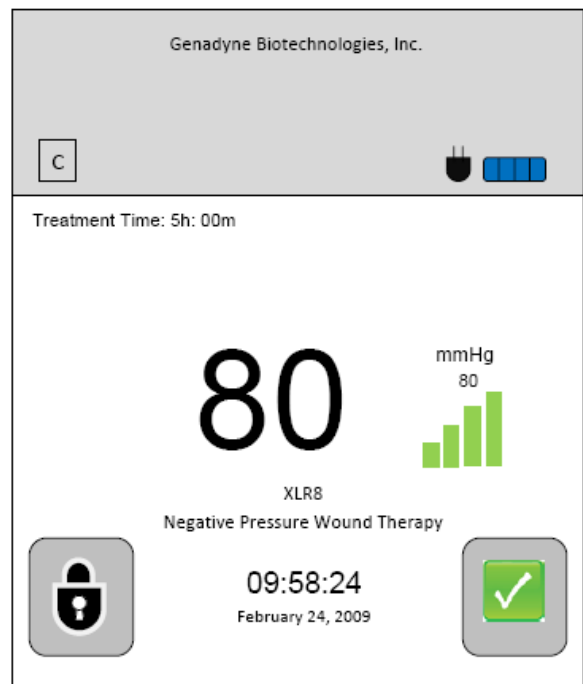 Genadyne Biotechnologies, Inc.
C
Treatment Time: 5h: 00m
mmHg
80
80
XLR8
Negative Pressure Wound Therapy
09:58:24
February 24, 2009